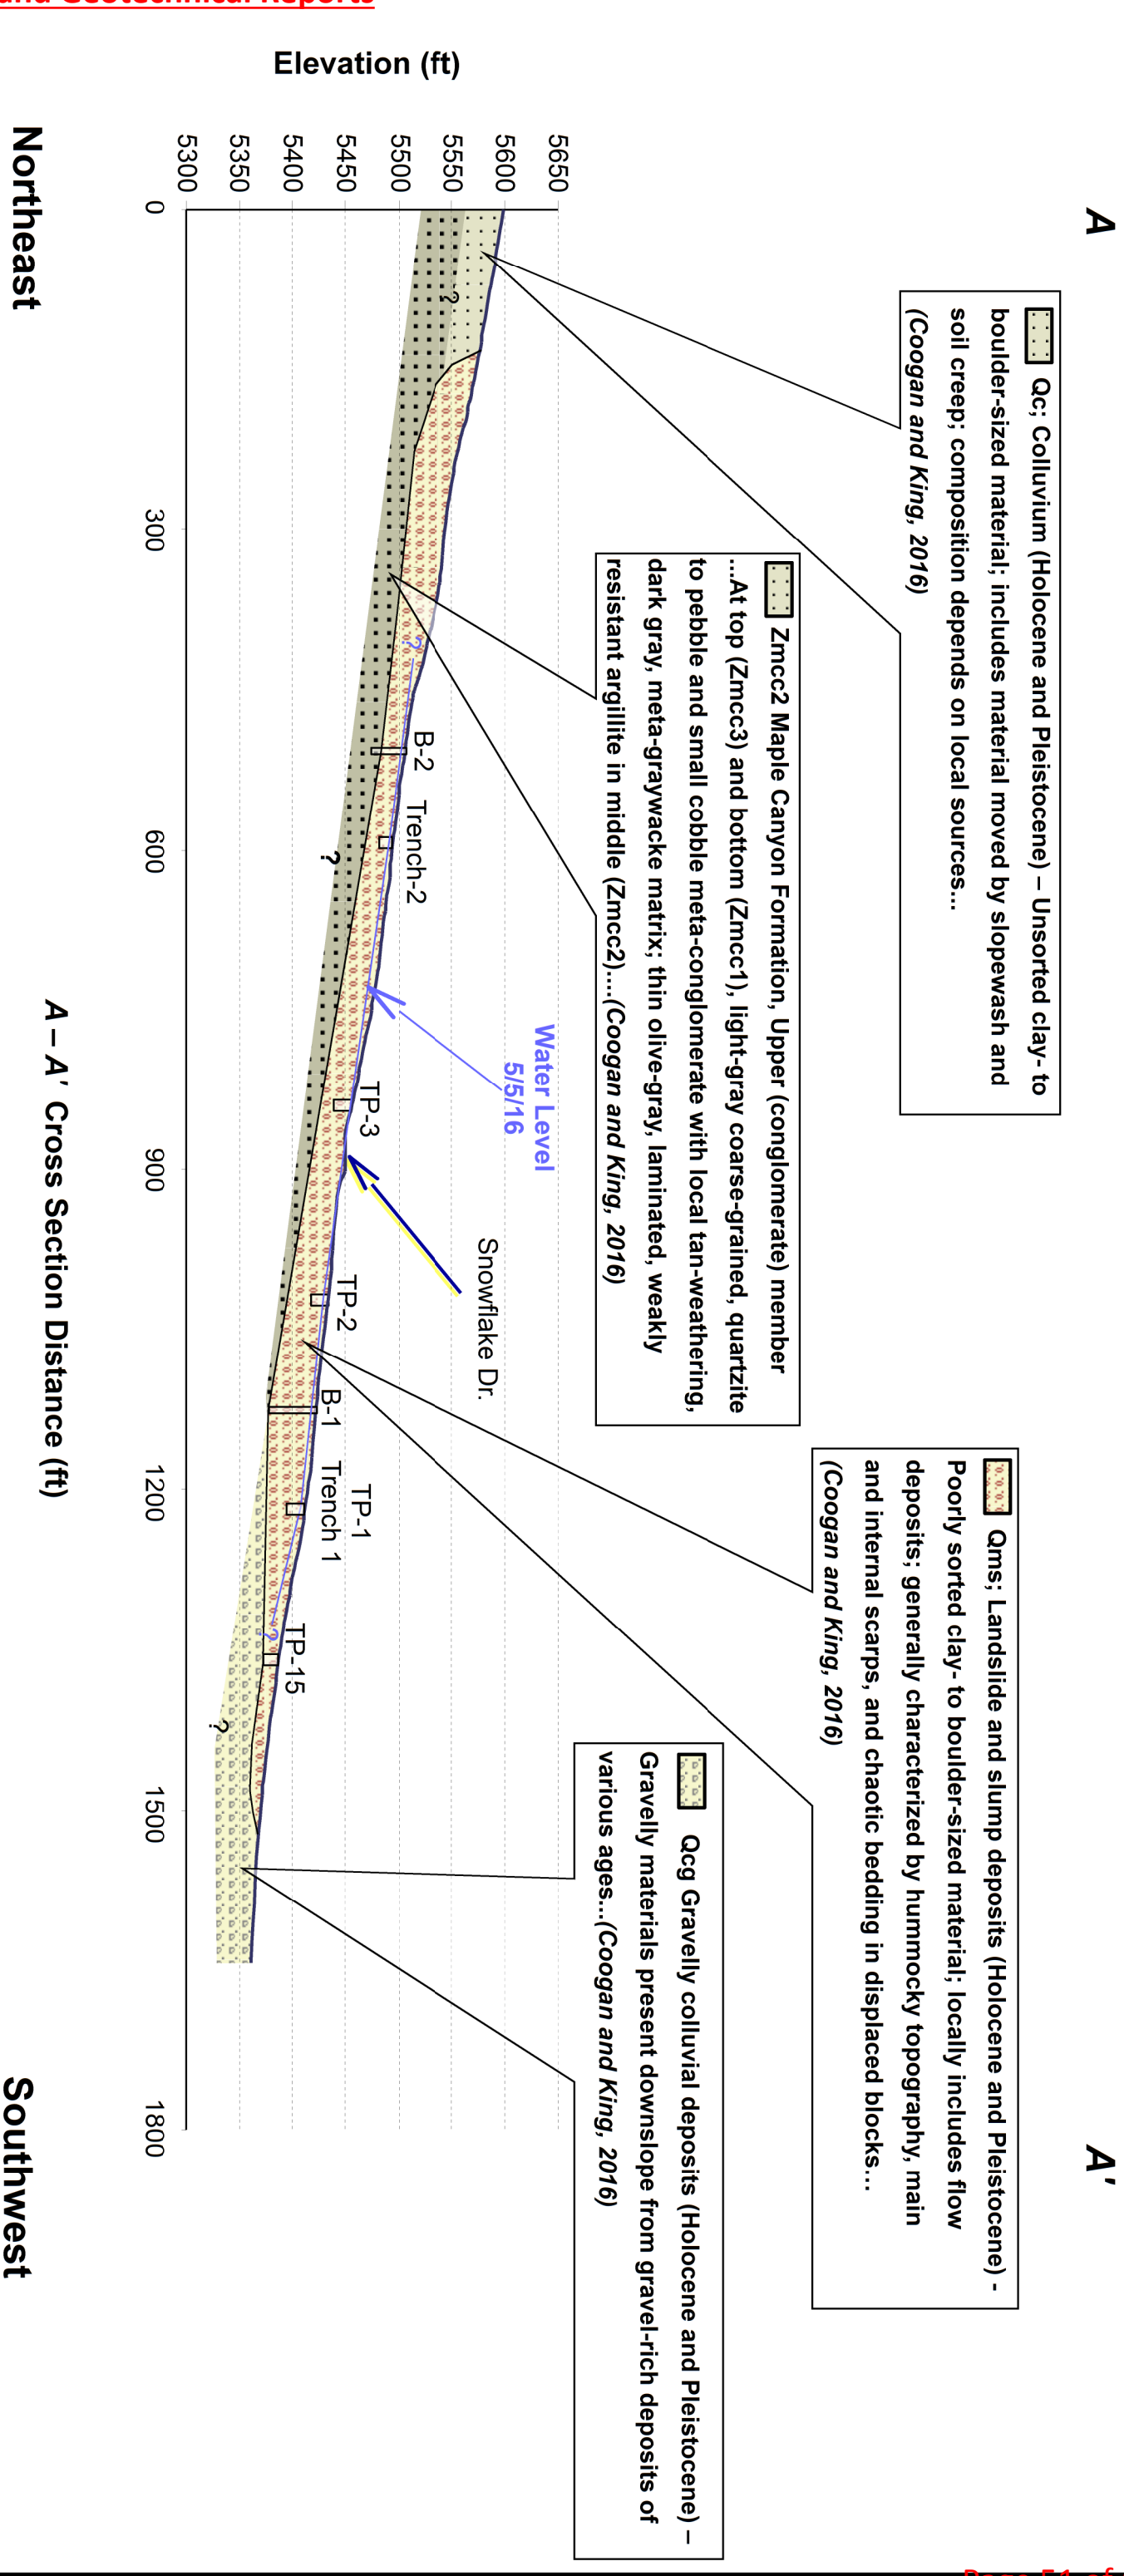 and Geotechnical Reports
A
A'
Qc; Colluvium (Holocene and Pleistocene) – Unsorted clay- to
boulder-sized material; includes material moved by slopewash and
soil creep; composition depends on local sources…
(Coogan and King, 2016)
Zmcc2 Maple Canyon Formation, Upper (conglomerate) member
…At top (Zmcc3) and bottom (Zmcc1), light-gray coarse-grained, quartzite
to pebble and small cobble meta-conglomerate with local tan-weathering,
dark gray, meta-graywacke matrix; thin olive-gray, laminated, weakly
resistant argillite in middle (Zmcc2)….(Coogan and King, 2016)
Qms; Landslide and slump deposits (Holocene and Pleistocene) -
Poorly sorted clay- to boulder-sized material; locally includes flow
deposits; generally characterized by hummocky topography, main
and internal scarps, and chaotic bedding in displaced blocks…
(Coogan and King, 2016)
Qcg Gravelly colluvial deposits (Holocene and Pleistocene) –
Gravelly materials present downslope from gravel-rich deposits of
various ages…(Coogan and King, 2016)
Elevation (ft)
5650
5600
5550
5500
5450
5400
5350
5300
Water Level
5/5/16
Snowflake Dr.
?
?
B-2
Trench-2
?
TP-3
TP-2
B-1
TP-1
Trench 1
?
TP-15
?
0
300
600
900
1200
1500
1800
A – A' Cross Section Distance (ft)
Northeast
Southwest